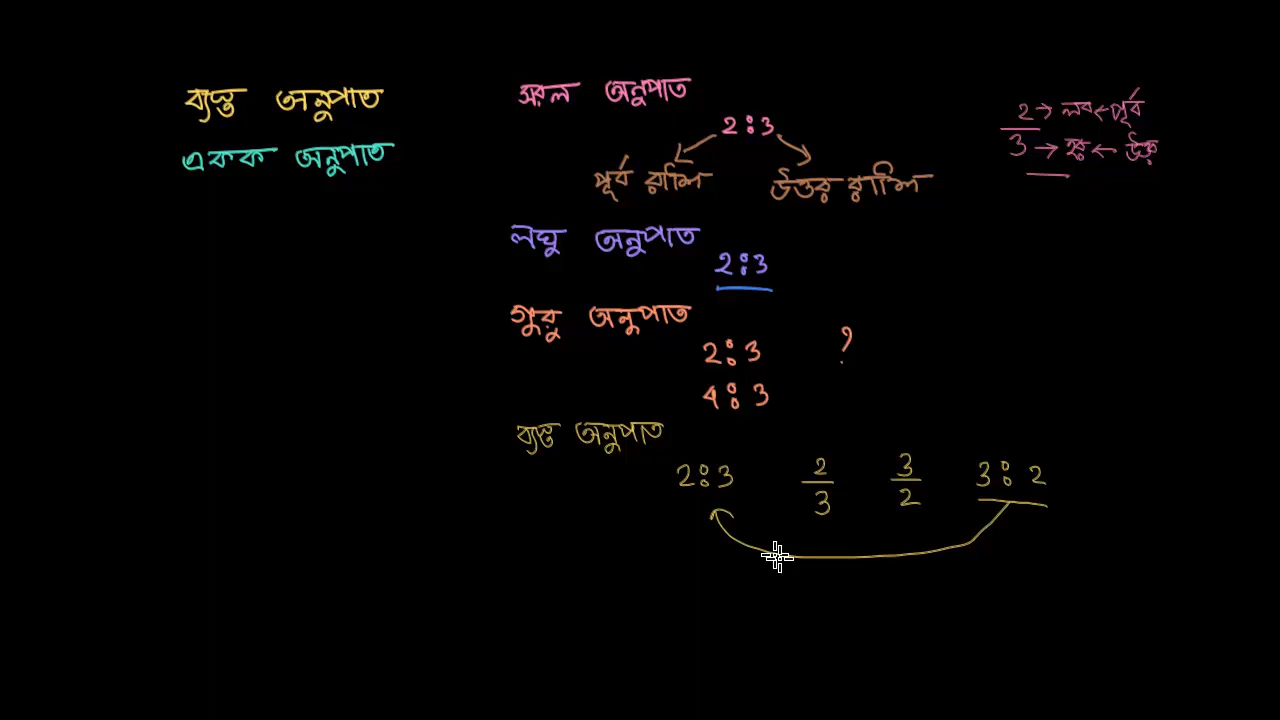 ব্যস্ত অনুপাত
একক অনুপাত
সরল অনুপাত
2:3
পূর্ব রাশি উত্তর রাশি
2 → লব ← পূর্ব
3 → হর ← উত্তর
লঘু অনুপাত
2:3
গুরু অনুপাত
2:3 ?
4:3
ব্যস্ত অনুপাত
2:3 2/3 3/2 3:2